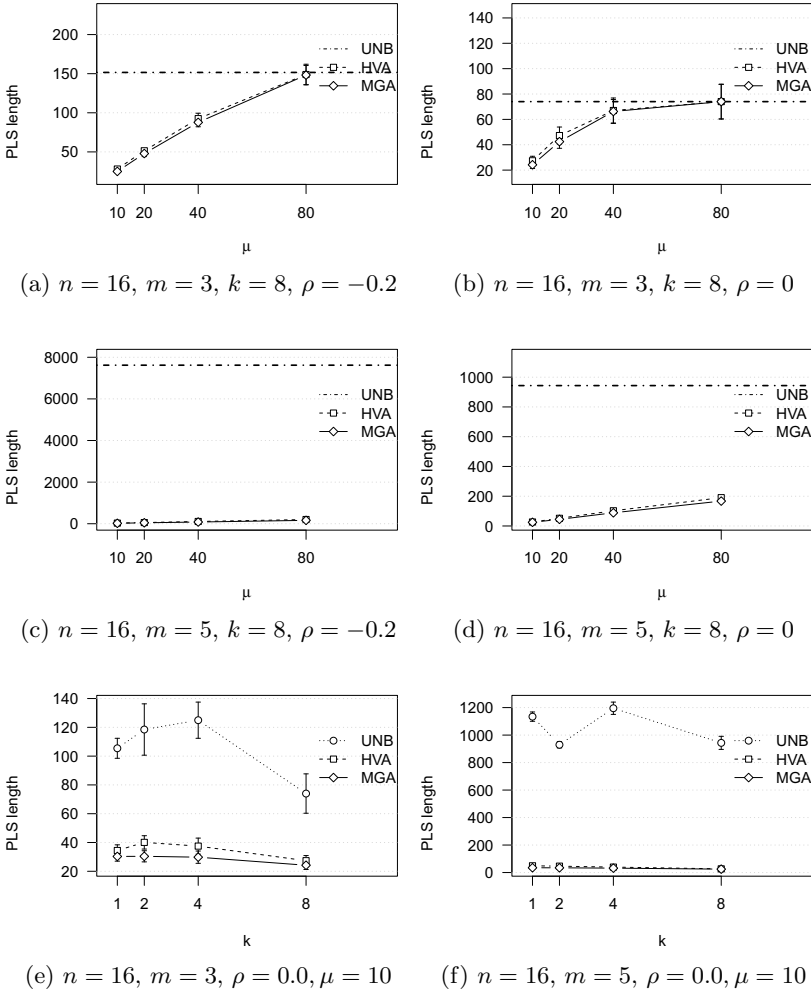 200
150
100
50
PLS length
UNB
HVA
MGA
10 20 40 80
μ
(a) n = 16, m = 3, k = 8, ρ = −0.2
140
120
100
80
60
40
20
PLS length
UNB
HVA
MGA
10 20 40 80
μ
(b) n = 16, m = 3, k = 8, ρ = 0
8000
6000
4000
2000
0
PLS length
UNB
HVA
MGA
10 20 40 80
μ
(c) n = 16, m = 5, k = 8, ρ = −0.2
1000
800
600
400
200
0
PLS length
UNB
HVA
MGA
10 20 40 80
μ
(d) n = 16, m = 5, k = 8, ρ = 0
140
120
100
80
60
40
20
PLS length
UNB
HVA
MGA
1 2 4 8
k
(e) n = 16, m = 3, ρ = 0.0, μ = 10
1200
1000
800
600
400
200
0
PLS length
UNB
HVA
MGA
1 2 4 8
k
(f) n = 16, m = 5, ρ = 0.0, μ = 10